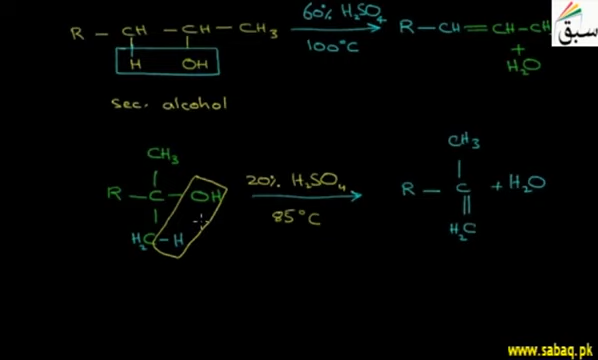 R — CH — CH — CH3 60% H2SO4 R — CH = CH — CH3
H OH 100°C + H2O
sec. alcohol
CH3 CH3
R — C — OH 20% H2SO4 R — C + H2O
H2C — H 85°C H2C
سبق
www.sabaq.pk